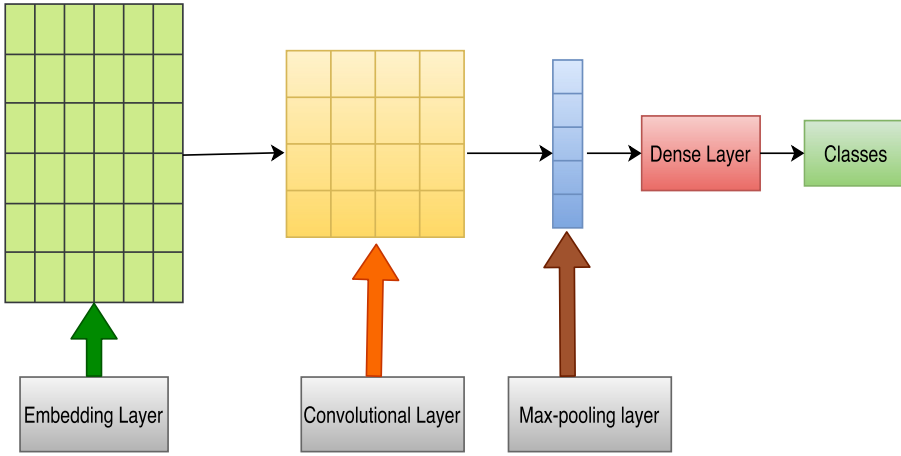 Dense Layer
Classes
Embedding Layer
Convolutional Layer
Max-pooling layer